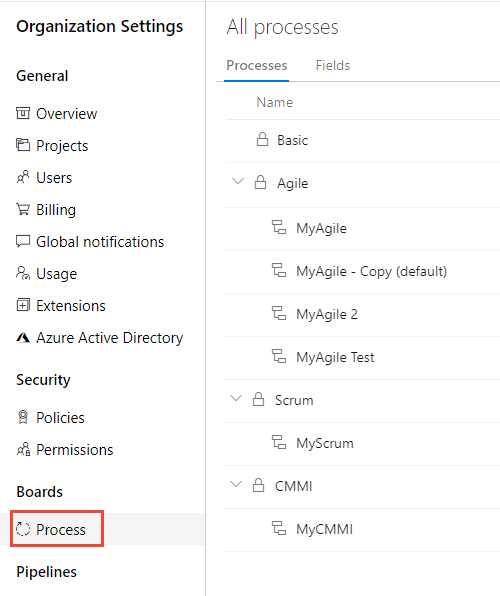 Organization Settings
General
Overview
Projects
Users
Billing
Global notifications
Usage
Extensions
Azure Active Directory
Security
Policies
Permissions
Boards
Process
Pipelines
All processes
Processes Fields
Name
Basic
Agile
MyAgile
MyAgile - Copy (default)
MyAgile 2
MyAgile Test
Scrum
MyScrum
CMMI
MyCMMI